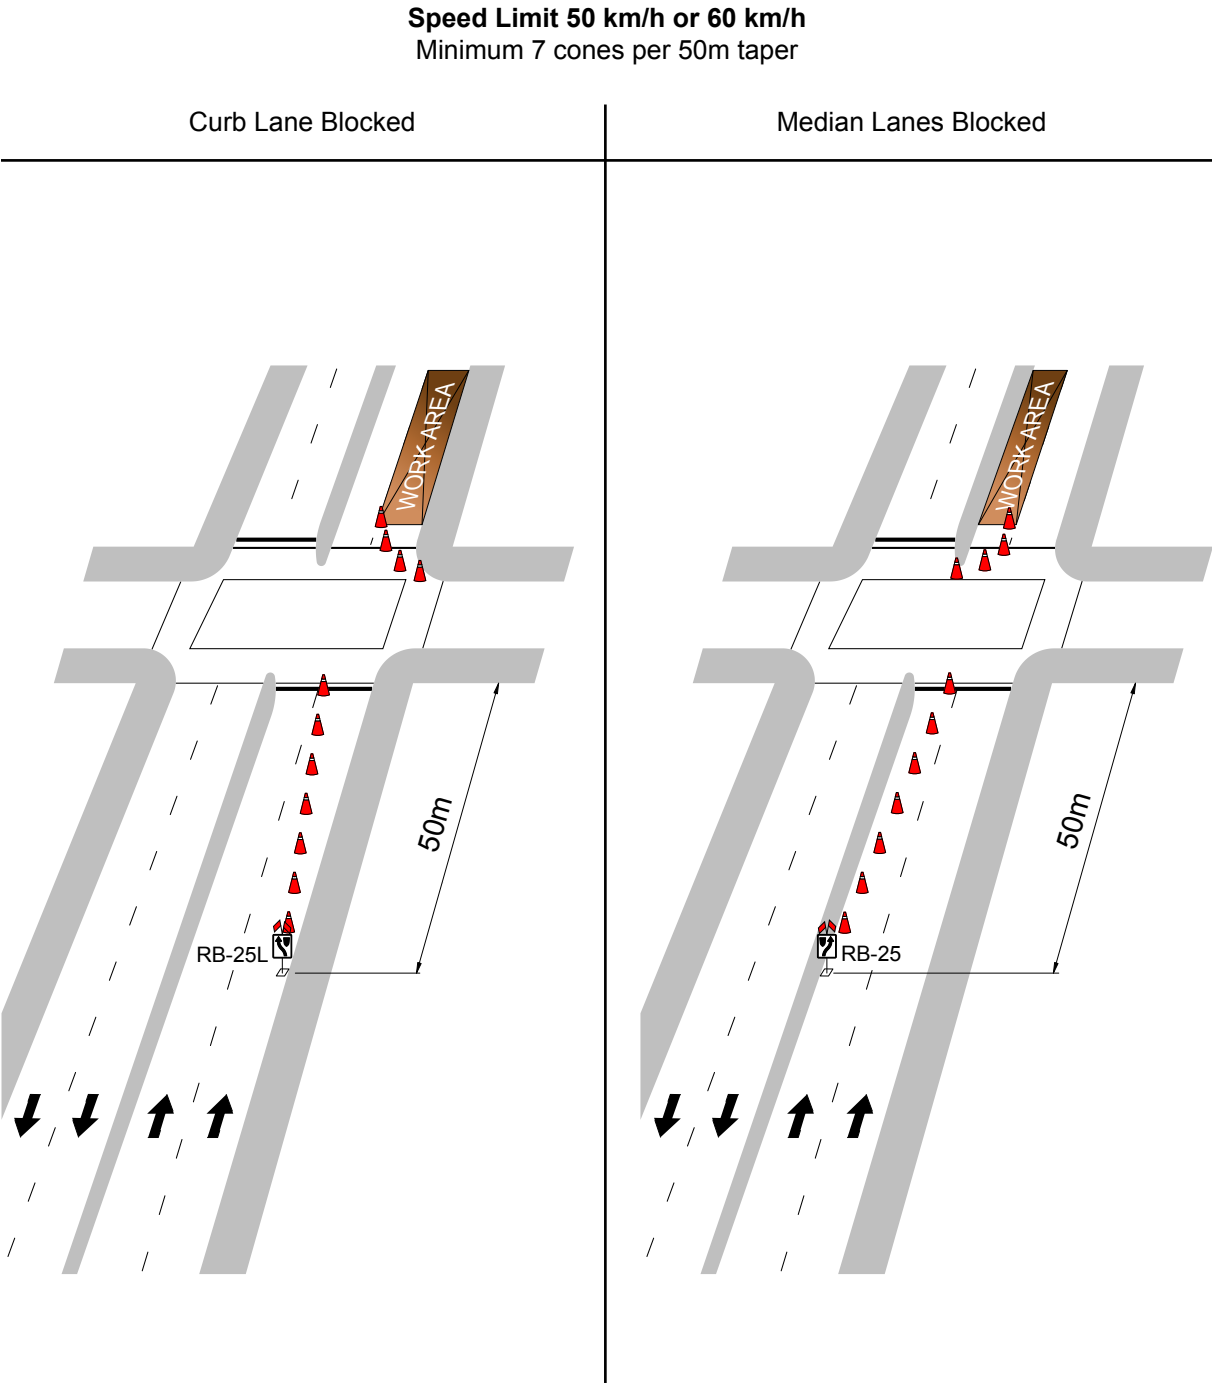 Speed Limit 50 km/h or 60 km/h
Minimum 7 cones per 50m taper
Curb Lane Blocked
Median Lanes Blocked
WORK AREA
WORK AREA
50m
50m
RB-25L
RB-25